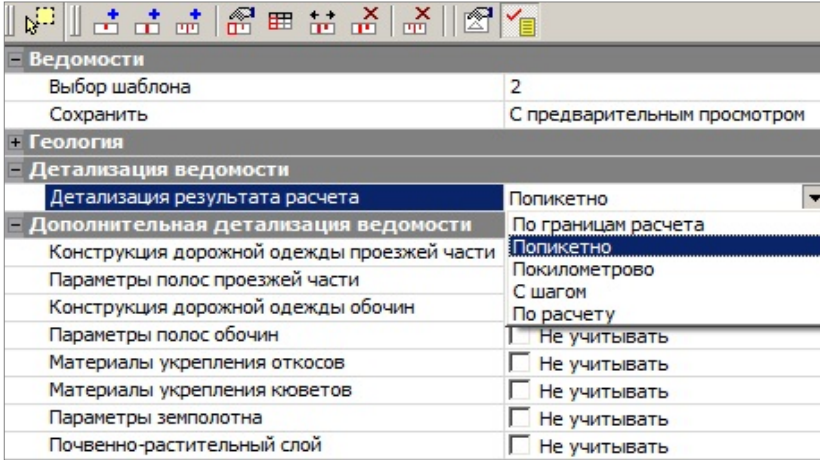 Ведомости
Выбор шаблона 2
Сохранить С предварительным просмотром
Геология
Детализация ведомости
Детализация результата расчета Попикетно
Дополнительная детализация ведомости По границам расчета
Попикетно
Конструкция дорожной одежды проезжей части
Покилометрово
Параметры полос проезжей части
С шагом
Конструкция дорожной одежды обочин
По расчету
Параметры полос обочин Не учитывать
Материалы укрепления откосов Не учитывать
Материалы укрепления кюветов Не учитывать
Параметры земполотна Не учитывать
Почвенно-растительный слой Не учитывать